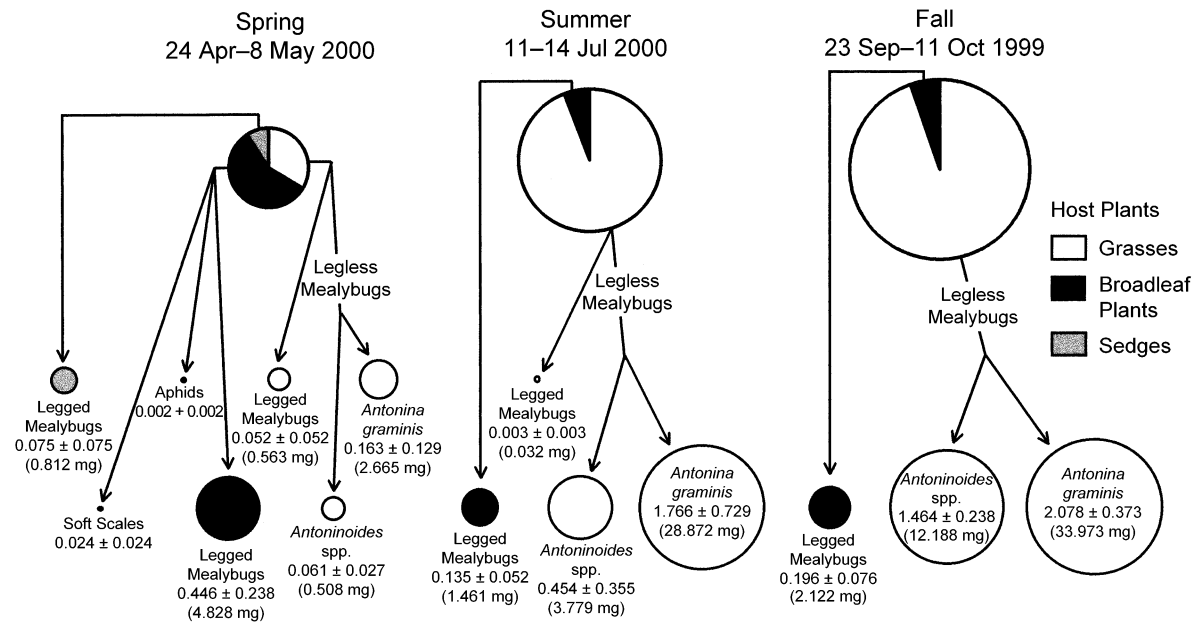 Spring
24 Apr–8 May 2000
Summer
11–14 Jul 2000
Fall
23 Sep–11 Oct 1999
Host Plants
Grasses
Broadleaf
Plants
Sedges
Legless
Mealybugs
Legged
Mealybugs
0.075 ± 0.075
(0.812 mg)
Aphids
0.002 + 0.002
Legged
Mealybugs
0.052 ± 0.052
(0.563 mg)
Antonina
graminis
0.163 ± 0.129
(2.665 mg)
Soft Scales
0.024 ± 0.024
Legged
Mealybugs
0.446 ± 0.238
(4.828 mg)
Antoninoides
spp.
0.061 ± 0.027
(0.508 mg)
Legless
Mealybugs
Legged
Mealybugs
0.003 ± 0.003
(0.032 mg)
Legged
Mealybugs
0.135 ± 0.052
(1.461 mg)
Antoninoides
spp.
0.454 ± 0.355
(3.779 mg)
Antonina
graminis
1.766 ± 0.729
(28.872 mg)
Legless
Mealybugs
Legged
Mealybugs
0.196 ± 0.076
(2.122 mg)
Antoninoides
spp.
1.464 ± 0.238
(12.188 mg)
Antonina
graminis
2.078 ± 0.373
(33.973 mg)